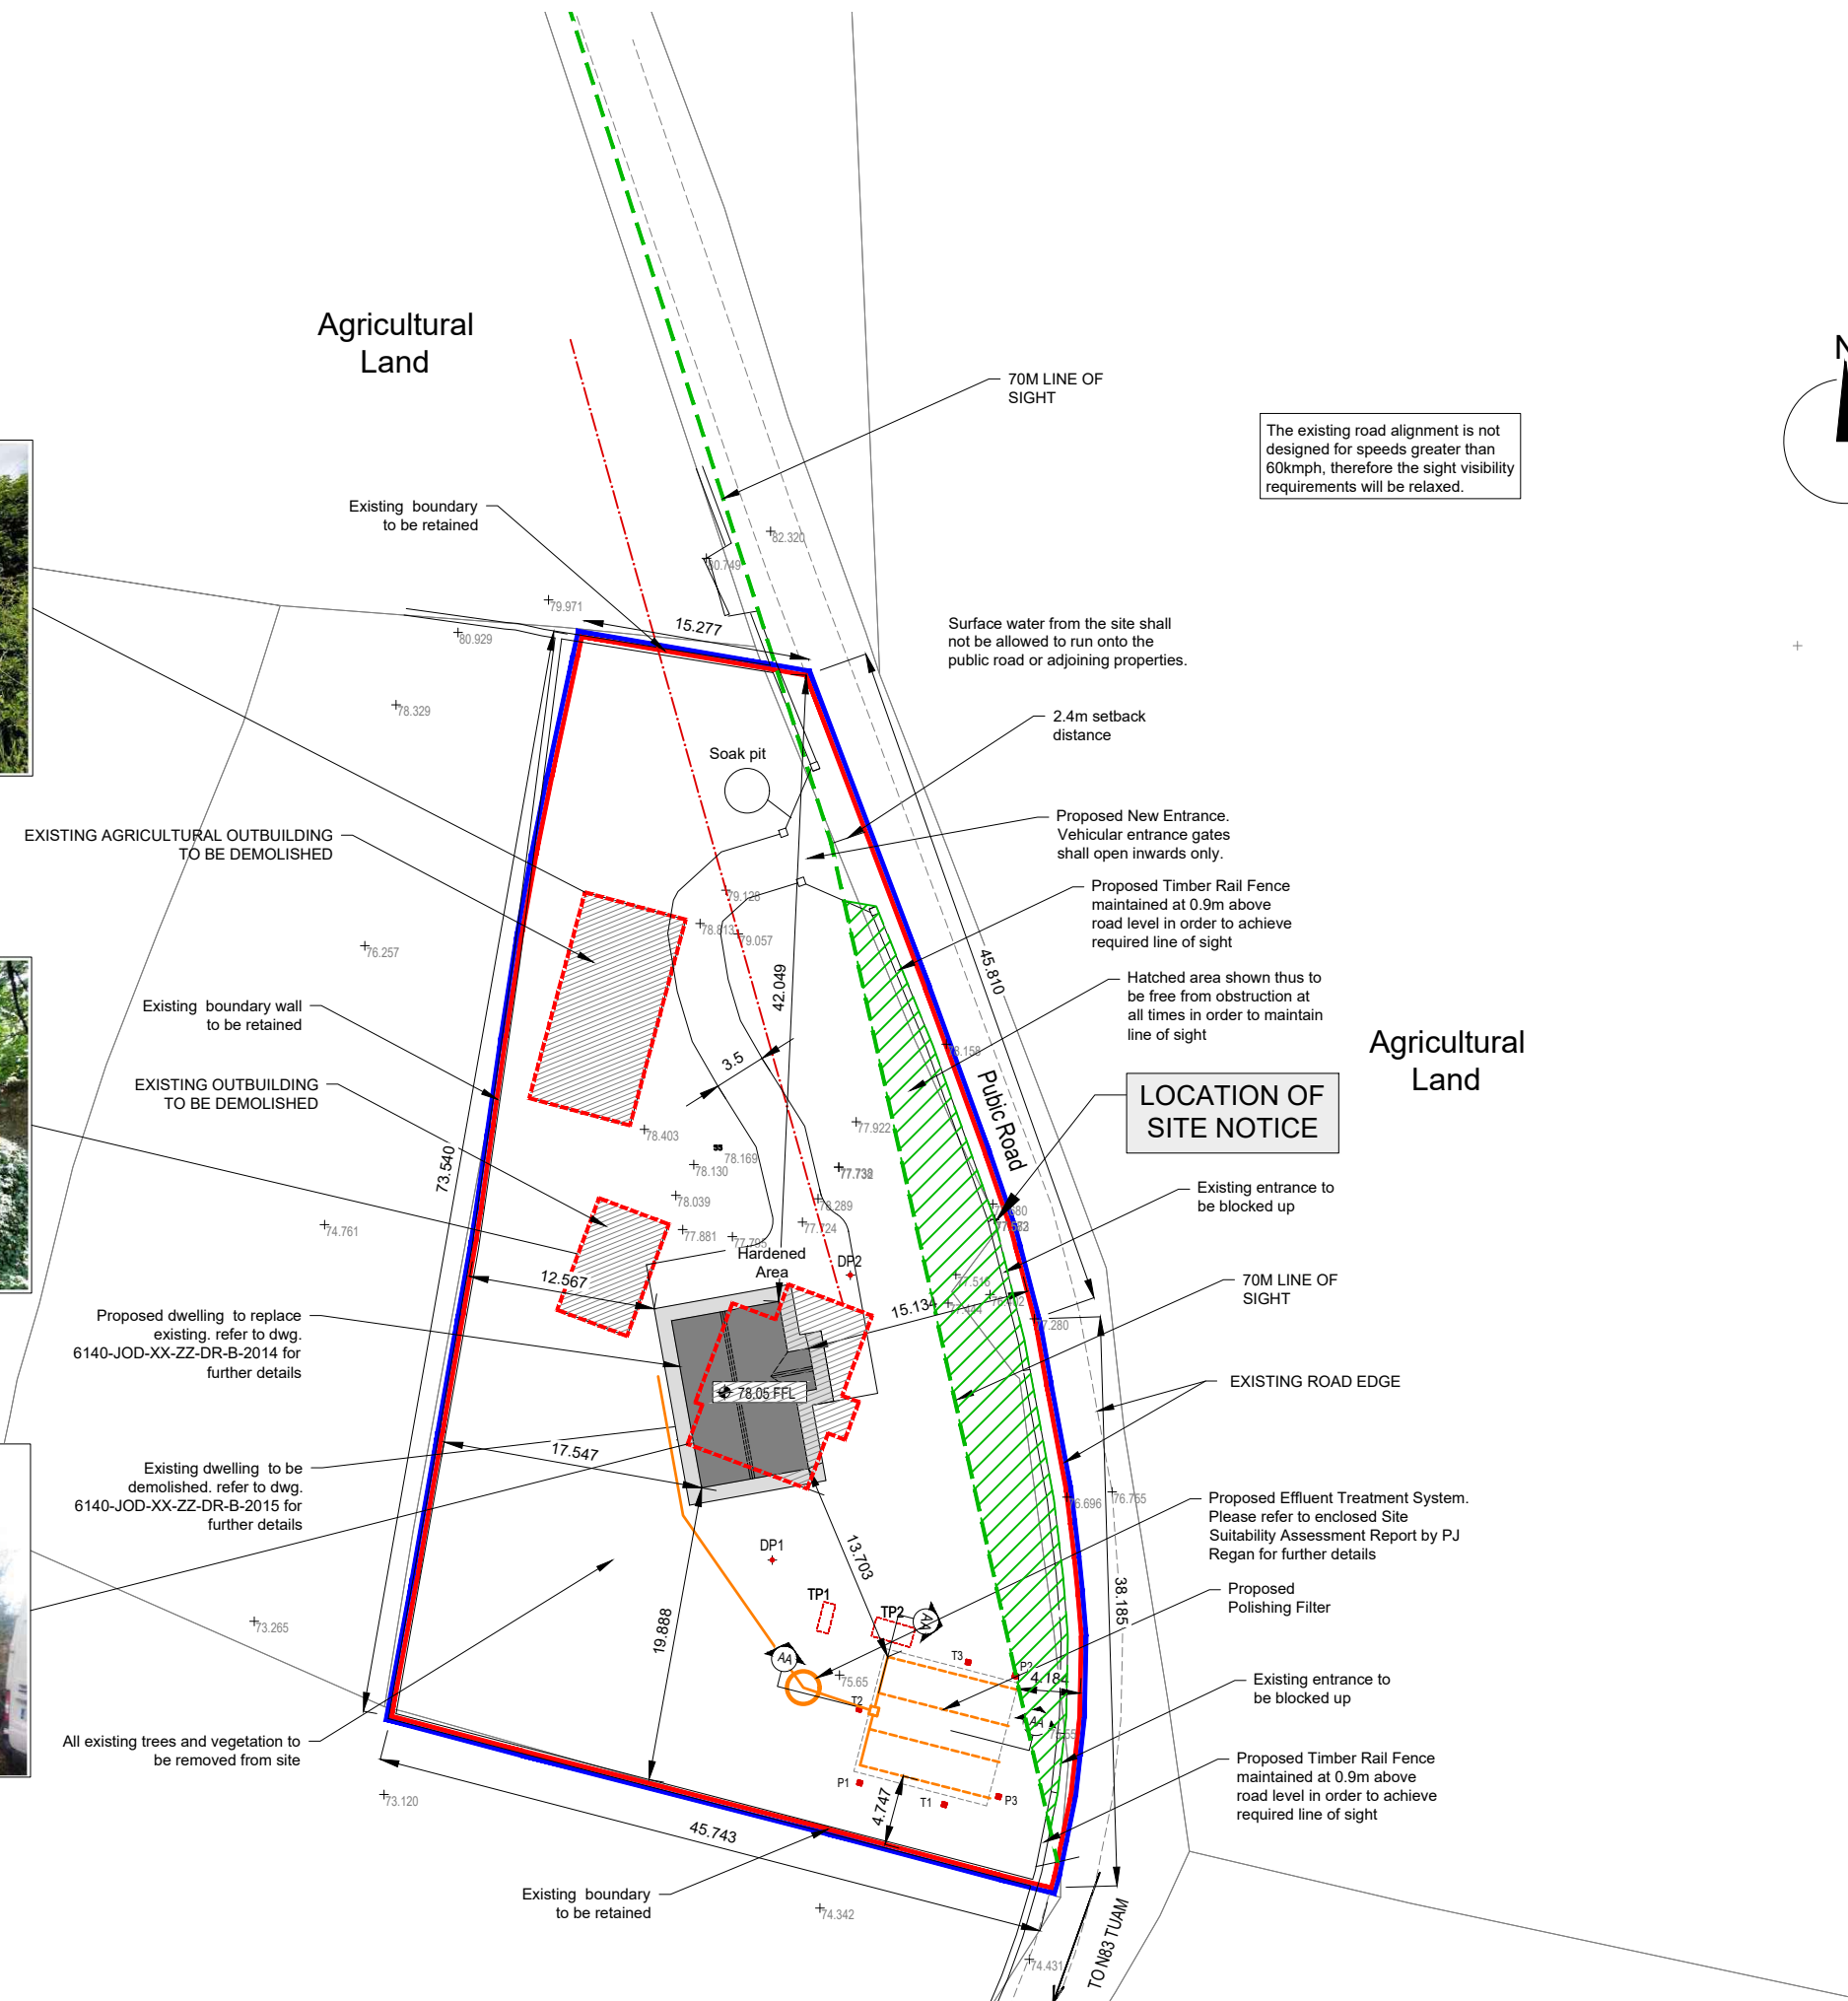 Agricultural
Land
N
70M LINE OF
SIGHT
The existing road alignment is not
designed for speeds greater than
60kmph, therefore the sight visibility
requirements will be relaxed.
Existing boundary
to be retained
82.320
79.971
80.929
15.277
Surface water from the site shall
not be allowed to run onto the
public road or adjoining properties.
78.329
2.4m setback
distance
Soak pit
Proposed New Entrance.
Vehicular entrance gates
shall open inwards only.
EXISTING AGRICULTURAL OUTBUILDING
TO BE DEMOLISHED
Proposed Timber Rail Fence
maintained at 0.9m above
road level in order to achieve
required line of sight
79.128
78.813
79.057
76.257
45.810
42.049
Hatched area shown thus to
be free from obstruction at
all times in order to maintain
line of sight
Existing boundary wall
to be retained
Agricultural
Land
3.5
Pubic Road
EXISTING OUTBUILDING
TO BE DEMOLISHED
LOCATION OF
SITE NOTICE
77.922
78.403
78.169
78.130
73.540
78.039
78.289
77.724
77.881
74.761
Existing entrance to
be blocked up
Hardened
Area
DP2
12.567
15.134
70M LINE OF
SIGHT
77.280
Proposed dwelling to replace
existing. refer to dwg.
6140-JOD-XX-ZZ-DR-B-2014 for
further details
78.05 FFL
EXISTING ROAD EDGE
17.547
Existing dwelling to be
demolished. refer to dwg.
6140-JOD-XX-ZZ-DR-B-2015 for
further details
76.696
76.755
Proposed Effluent Treatment System.
Please refer to enclosed Site
Suitability Assessment Report by PJ
Regan for further details
DP1
13.703
TP1
TP2
AA
38.185
Proposed
Polishing Filter
73.265
19.888
AA
T3
P2
75.65
4.184
T2
AA
Existing entrance to
be blocked up
All existing trees and vegetation to
be removed from site
Proposed Timber Rail Fence
maintained at 0.9m above
road level in order to achieve
required line of sight
P1
T1
P3
4.747
73.120
45.743
Existing boundary
to be retained
74.342
74.431
TO N83 TUAM